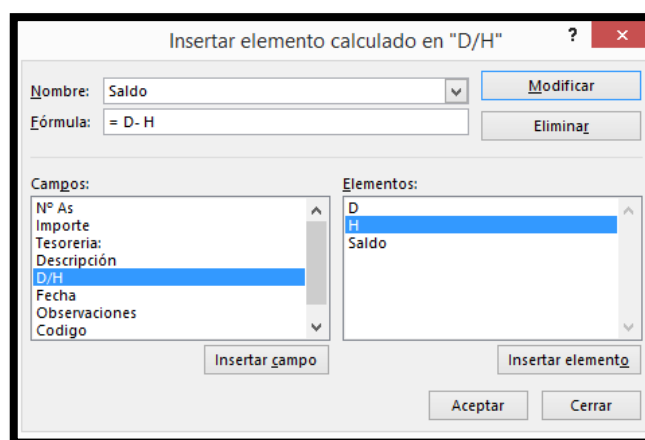 Insertar elemento calculado en "D/H"
? ×
Nombre: Saldo
Modificar
Fórmula: = D- H
Eliminar
Campos:
Nº As
Importe
Tesoreria:
Descripción
D/H
Fecha
Observaciones
Codigo
Insertar campo
Elementos:
D
H
Saldo
Insertar elemento
Aceptar
Cerrar